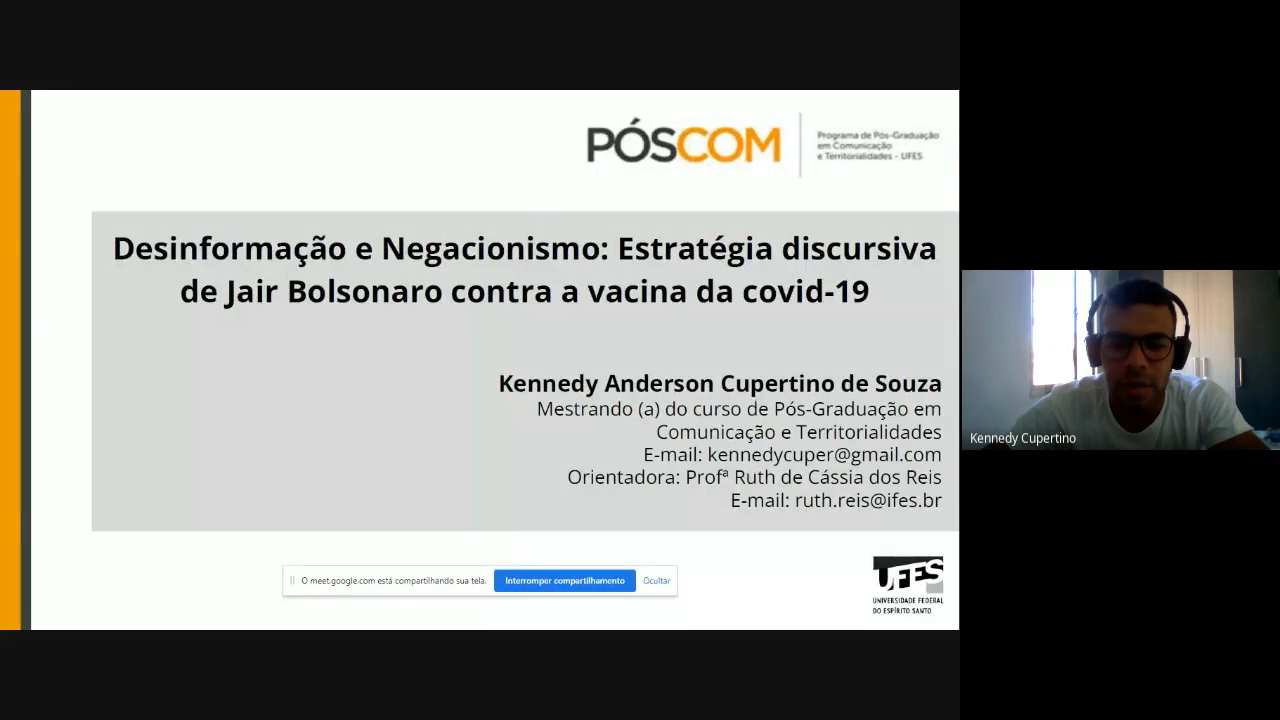 PÓSCOM
Programa de Pós-Graduação
em Comunicação
e Territorialidades - UFES
Desinformação e Negacionismo: Estratégia discursiva
de Jair Bolsonaro contra a vacina da covid-19
Kennedy Anderson Cupertino de Souza
Mestrando (a) do curso de Pós-Graduação em
Comunicação e Territorialidades
E-mail: kennedycuper@gmail.com
Orientadora: Profª Ruth de Cássia dos Reis
E-mail: ruth.reis@ifes.br
O meet.google.com está compartilhando sua tela.
Interromper compartilhamento
Ocultar
UFES
UNIVERSIDADE FEDERAL
DO ESPÍRITO SANTO
Kennedy Cupertino